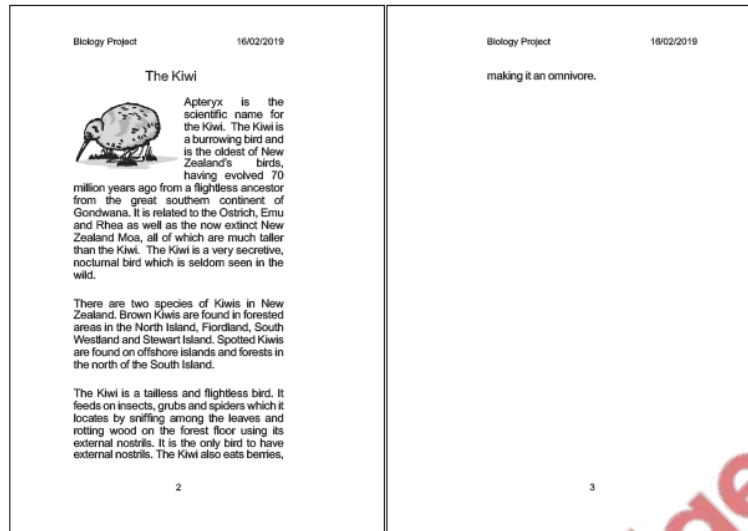 Biology Project 16/02/2019
The Kiwi
Apteryx is the
scientific name for
the Kiwi. The Kiwi is
a burrowing bird and
is the oldest of New
Zealand's birds,
having evolved 70
million years ago from a flightless ancestor
from the great southern continent of
Gondwana. It is related to the Ostrich, Emu
and Rhea as well as the now extinct New
Zealand Moa, all of which are much taller
than the Kiwi. The Kiwi is a very secretive,
nocturnal bird which is seldom seen in the
wild.
There are two species of Kiwis in New
Zealand. Brown Kiwis are found in forested
areas in the North Island, Fiordland, South
Westland and Stewart Island. Spotted Kiwis
are found on offshore islands and forests in
the north of the South Island.
The Kiwi is a tailless and flightless bird. It
feeds on insects, grubs and spiders which it
locates by sniffing among the leaves and
rotting wood on the forest floor using its
external nostrils. It is the only bird to have
external nostrils. The Kiwi also eats berries,
2
Biology Project 16/02/2019
making it an omnivore.
3